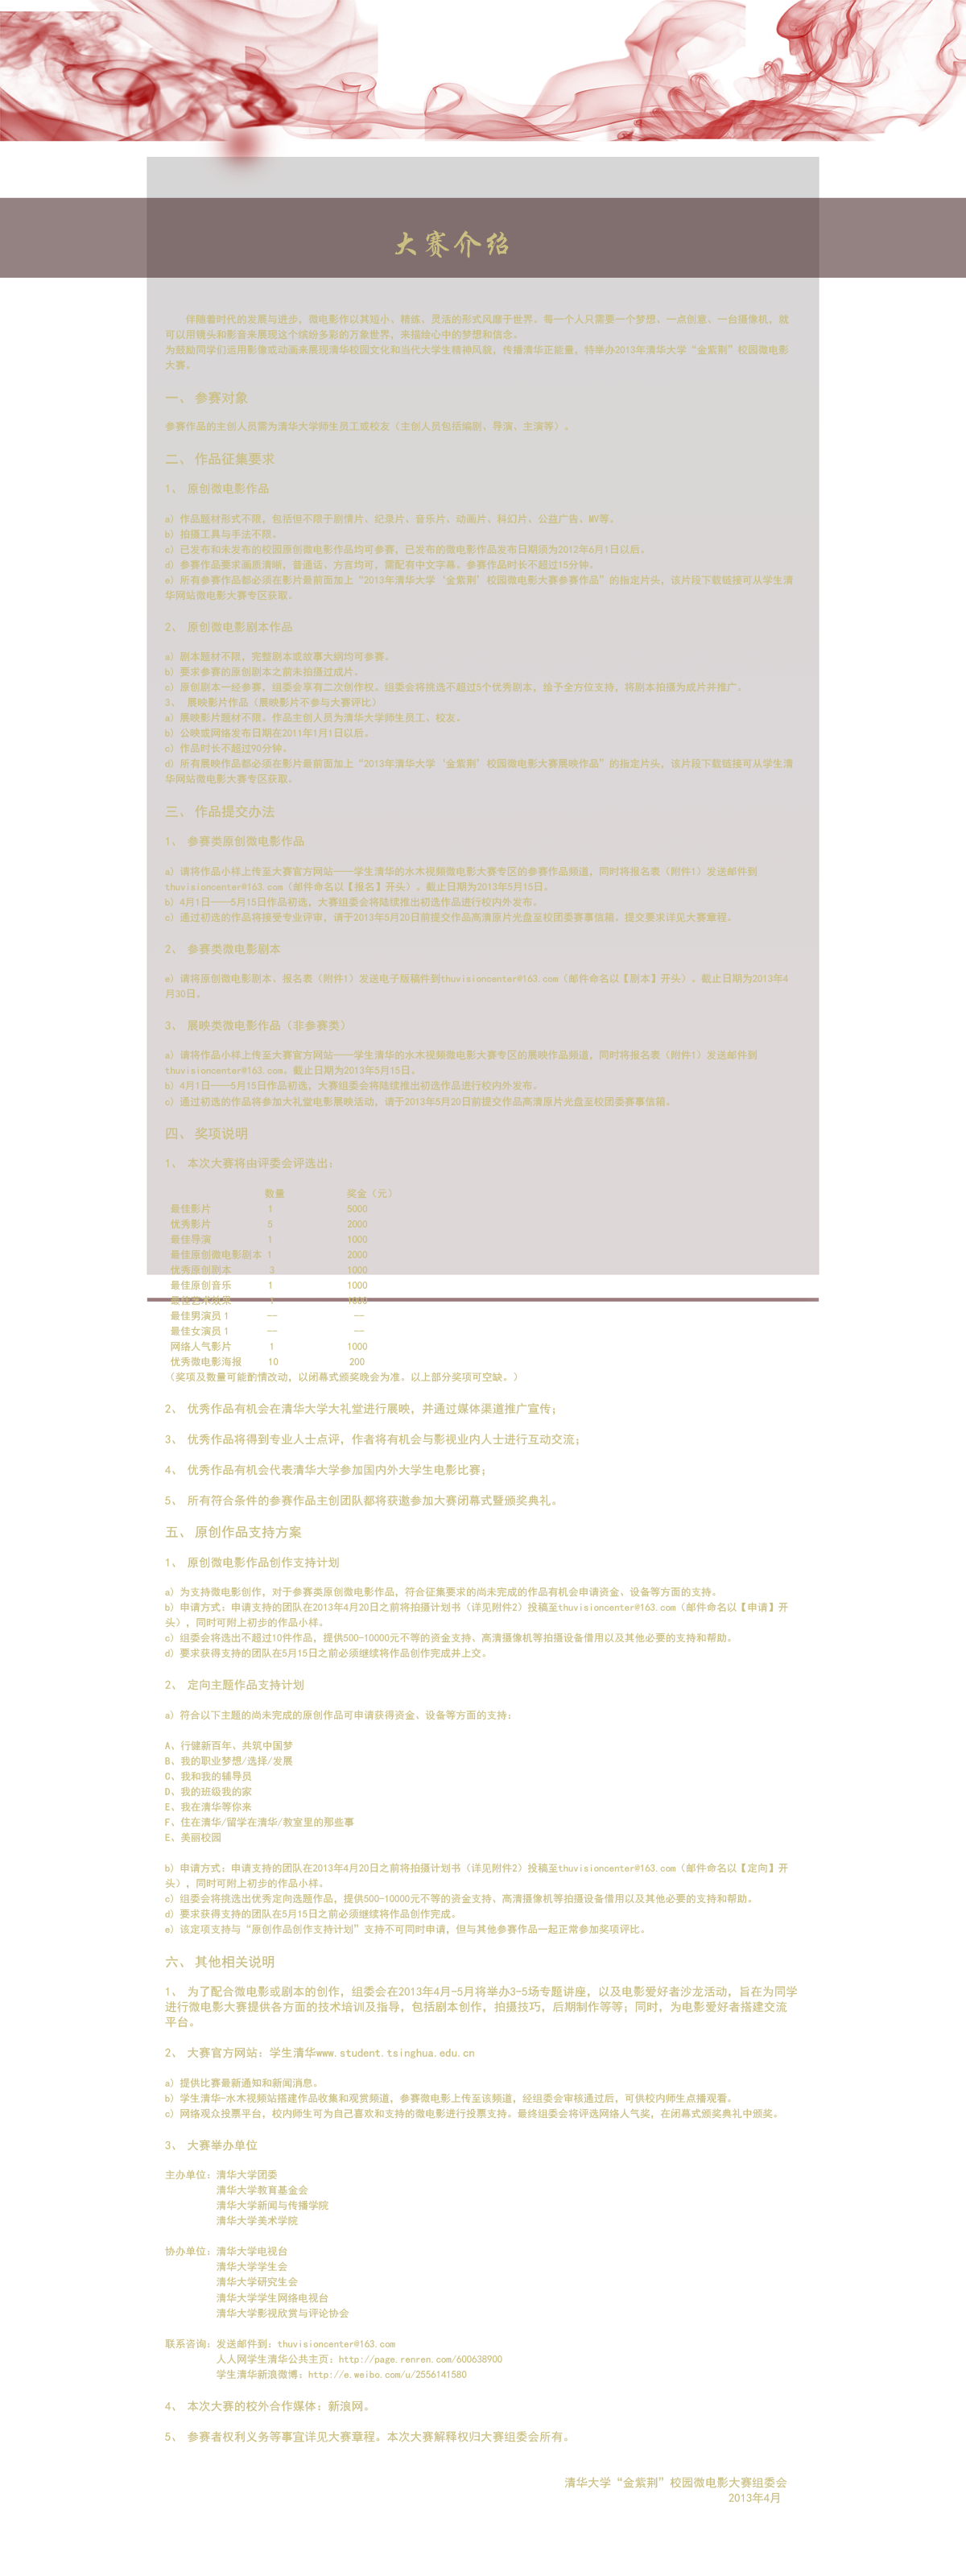 大赛介绍
伴随着时代的发展与进步，微电影作以其短小、精炼、灵活的形式风靡于世界。每一个人只需要一个梦想、一点创意、一台摄像机，就
可以用镜头和影音来展现这个缤纷多彩的万象世界，来描绘心中的梦想和信念。
为鼓励同学们运用影像或动画来展现清华校园文化和当代大学生精神风貌，传播清华正能量，特举办2013年清华大学“金紫荆”校园微电影
大赛。
一、 参赛对象
参赛作品的主创人员需为清华大学师生员工或校友（主创人员包括编剧、导演、主演等）。
二、 作品征集要求
1、 原创微电影作品
a）作品题材形式不限，包括但不限于剧情片、纪录片、音乐片、动画片、科幻片、公益广告、MV等。
b）拍摄工具与手法不限。
c）已发布和未发布的校园原创微电影作品均可参赛，已发布的微电影作品发布日期须为2012年6月1日以后。
d）参赛作品要求画质清晰，普通话、方言均可，需配有中文字幕。参赛作品时长不超过15分钟。
e）所有参赛作品都必须在影片最前面加上“2013年清华大学‘金紫荆’校园微电影大赛参赛作品”的指定片头，该片段下载链接可从学生清
华网站微电影大赛专区获取。
2、 原创微电影剧本作品
a）剧本题材不限，完整剧本或故事大纲均可参赛。
b）要求参赛的原创剧本之前未拍摄过成片。
c）原创剧本一经参赛，组委会享有二次创作权。组委会将挑选不超过5个优秀剧本，给予全方位支持，将剧本拍摄为成片并推广。
3、 展映影片作品（展映影片不参与大赛评比）
a）展映影片题材不限。作品主创人员为清华大学师生员工、校友。
b）公映或网络发布日期在2011年1月1日以后。
c）作品时长不超过90分钟。
d）所有展映作品都必须在影片最前面加上“2013年清华大学‘金紫荆’校园微电影大赛展映作品”的指定片头，该片段下载链接可从学生清
华网站微电影大赛专区获取。
三、 作品提交办法
1、 参赛类原创微电影作品
a）请将作品小样上传至大赛官方网站——学生清华的水木视频微电影大赛专区的参赛作品频道，同时将报名表（附件1）发送邮件到
thuvisioncenter@163.com（邮件命名以【报名】开头）。截止日期为2013年5月15日。
b）4月1日——5月15日作品初选，大赛组委会将陆续推出初选作品进行校内外发布。
c）通过初选的作品将接受专业评审，请于2013年5月20日前提交作品高清原片光盘至校团委赛事信箱。提交要求详见大赛章程。
2、 参赛类微电影剧本
e）请将原创微电影剧本、报名表（附件1）发送电子版稿件到thuvisioncenter@163.com（邮件命名以【剧本】开头）。截止日期为2013年4
月30日。
3、 展映类微电影作品（非参赛类）
a）请将作品小样上传至大赛官方网站——学生清华的水木视频微电影大赛专区的展映作品频道，同时将报名表（附件1）发送邮件到
thuvisioncenter@163.com。截止日期为2013年5月15日。
b）4月1日——5月15日作品初选，大赛组委会将陆续推出初选作品进行校内外发布。
c）通过初选的作品将参加大礼堂电影展映活动，请于2013年5月20日前提交作品高清原片光盘至校团委赛事信箱。
四、 奖项说明
1、 本次大赛将由评委会评选出：
数量 奖金（元）
最佳影片 1 5000
优秀影片 5 2000
最佳导演 1 1000
最佳原创微电影剧本 1 2000
优秀原创剧本 3 1000
最佳原创音乐 1 1000
最佳艺术效果 1 1000
最佳男演员 1 —— ——
最佳女演员 1 —— ——
网络人气影片 1 1000
优秀微电影海报 10 200
（奖项及数量可能酌情改动，以闭幕式颁奖晚会为准。以上部分奖项可空缺。）
2、 优秀作品有机会在清华大学大礼堂进行展映，并通过媒体渠道推广宣传；
3、 优秀作品将得到专业人士点评，作者将有机会与影视业内人士进行互动交流；
4、 优秀作品有机会代表清华大学参加国内外大学生电影比赛；
5、 所有符合条件的参赛作品主创团队都将获邀参加大赛闭幕式暨颁奖典礼。
五、 原创作品支持方案
1、 原创微电影作品创作支持计划
a）为支持微电影创作，对于参赛类原创微电影作品，符合征集要求的尚未完成的作品有机会申请资金、设备等方面的支持。
b）申请方式：申请支持的团队在2013年4月20日之前将拍摄计划书（详见附件2）投稿至thuvisioncenter@163.com（邮件命名以【申请】开
头），同时可附上初步的作品小样。
c）组委会将选出不超过10件作品，提供500-10000元不等的资金支持、高清摄像机等拍摄设备借用以及其他必要的支持和帮助。
d）要求获得支持的团队在5月15日之前必须继续将作品创作完成并上交。
2、 定向主题作品支持计划
a）符合以下主题的尚未完成的原创作品可申请获得资金、设备等方面的支持：
A、行健新百年、共筑中国梦
B、我的职业梦想/选择/发展
C、我和我的辅导员
D、我的班级我的家
E、我在清华等你来
F、住在清华/留学在清华/教室里的那些事
E、美丽校园
b）申请方式：申请支持的团队在2013年4月20日之前将拍摄计划书（详见附件2）投稿至thuvisioncenter@163.com（邮件命名以【定向】开
头），同时可附上初步的作品小样。
c）组委会将挑选出优秀定向选题作品，提供500-10000元不等的资金支持、高清摄像机等拍摄设备借用以及其他必要的支持和帮助。
d）要求获得支持的团队在5月15日之前必须继续将作品创作完成。
e）该定项支持与“原创作品创作支持计划”支持不可同时申请，但与其他参赛作品一起正常参加奖项评比。
六、 其他相关说明
1、 为了配合微电影或剧本的创作，组委会在2013年4月-5月将举办3-5场专题讲座，以及电影爱好者沙龙活动，旨在为同学
进行微电影大赛提供各方面的技术培训及指导，包括剧本创作，拍摄技巧，后期制作等等；同时，为电影爱好者搭建交流
平台。
2、 大赛官方网站：学生清华www.student.tsinghua.edu.cn
a）提供比赛最新通知和新闻消息。
b）学生清华-水木视频站搭建作品收集和观赏频道，参赛微电影上传至该频道，经组委会审核通过后，可供校内师生点播观看。
c）网络观众投票平台，校内师生可为自己喜欢和支持的微电影进行投票支持。最终组委会将评选网络人气奖，在闭幕式颁奖典礼中颁奖。
3、 大赛举办单位
主办单位：清华大学团委
清华大学教育基金会
清华大学新闻与传播学院
清华大学美术学院
协办单位：清华大学电视台
清华大学学生会
清华大学研究生会
清华大学学生网络电视台
清华大学影视欣赏与评论协会
联系咨询：发送邮件到：thuvisioncenter@163.com
人人网学生清华公共主页：http://page.renren.com/600638900
学生清华新浪微博：http://e.weibo.com/u/2556141580
4、 本次大赛的校外合作媒体：新浪网。
5、 参赛者权利义务等事宜详见大赛章程。本次大赛解释权归大赛组委会所有。
清华大学“金紫荆”校园微电影大赛组委会
2013年4月